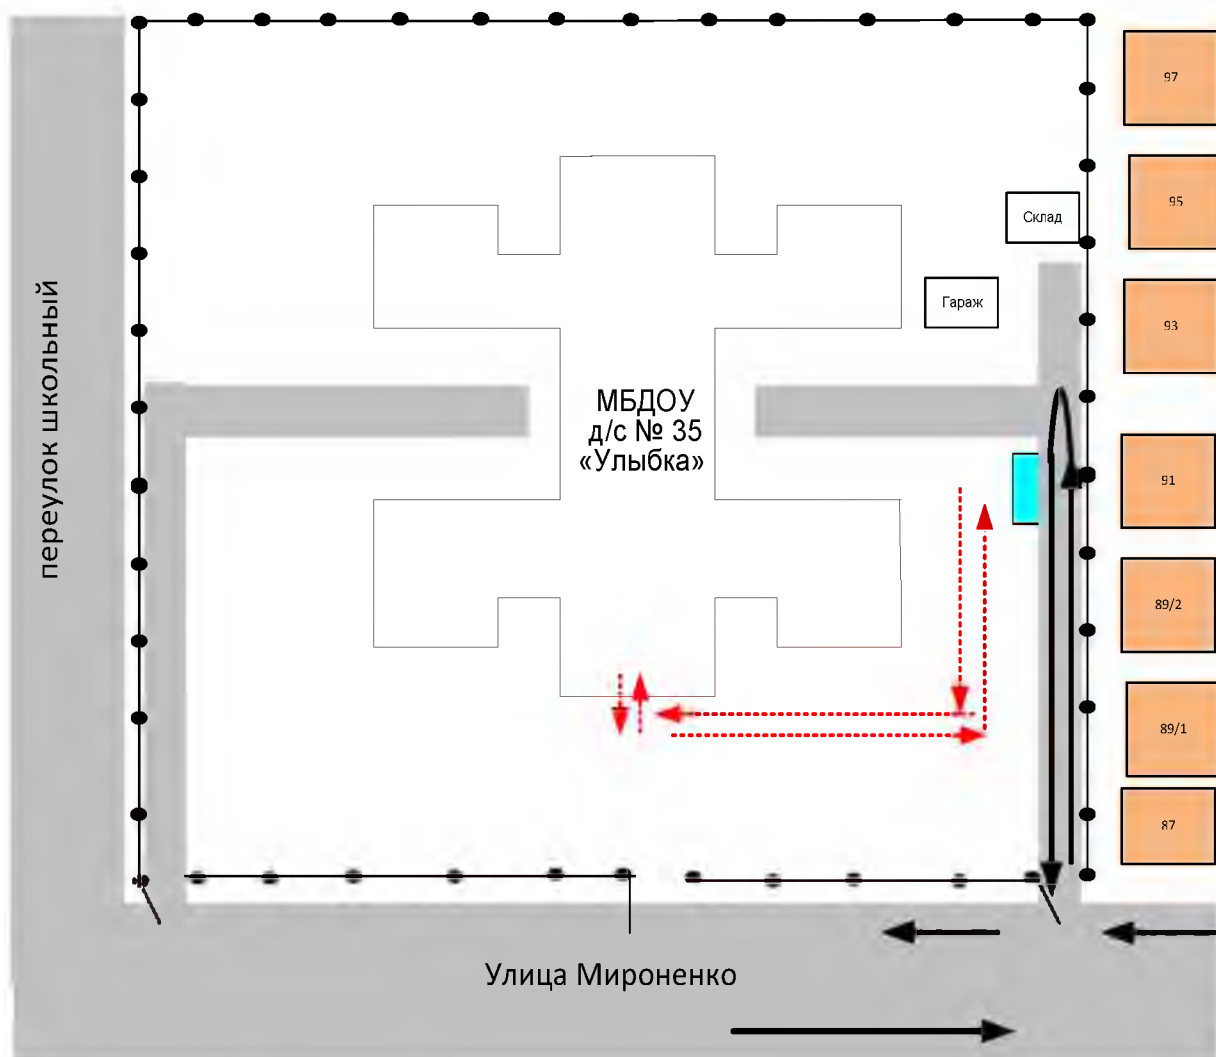 97
95
Склад
93
Гараж
переулок школьный
МБДОУ
д/с № 35
«Улыбка»
91
89/2
89/1
87
Улица Мироненко